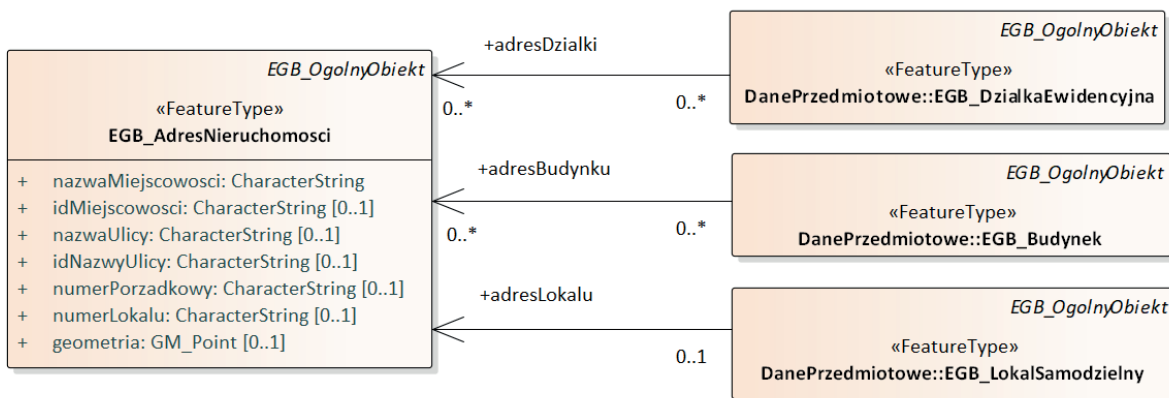 EGB_OgolnyObiekt
«FeatureType»
EGB_AdresNieruchomosci
+ nazwaMiejscowosci: CharacterString
+ idMiejscowosci: CharacterString [0..1]
+ nazwaUlicy: CharacterString [0..1]
+ idNazwyUlicy: CharacterString [0..1]
+ numerPorzadkowy: CharacterString [0..1]
+ numerLokalu: CharacterString [0..1]
+ geometria: GM_Point [0..1]
+adresDzialki
0..*
0..*
EGB_OgolnyObiekt
«FeatureType»
DanePrzedmiotowe::EGB_DzialkaEwidencyjna
+adresBudynku
0..*
0..*
EGB_OgolnyObiekt
«FeatureType»
DanePrzedmiotowe::EGB_Budynek
+adresLokalu
0..1
EGB_OgolnyObiekt
«FeatureType»
DanePrzedmiotowe::EGB_LokalSamodzielny